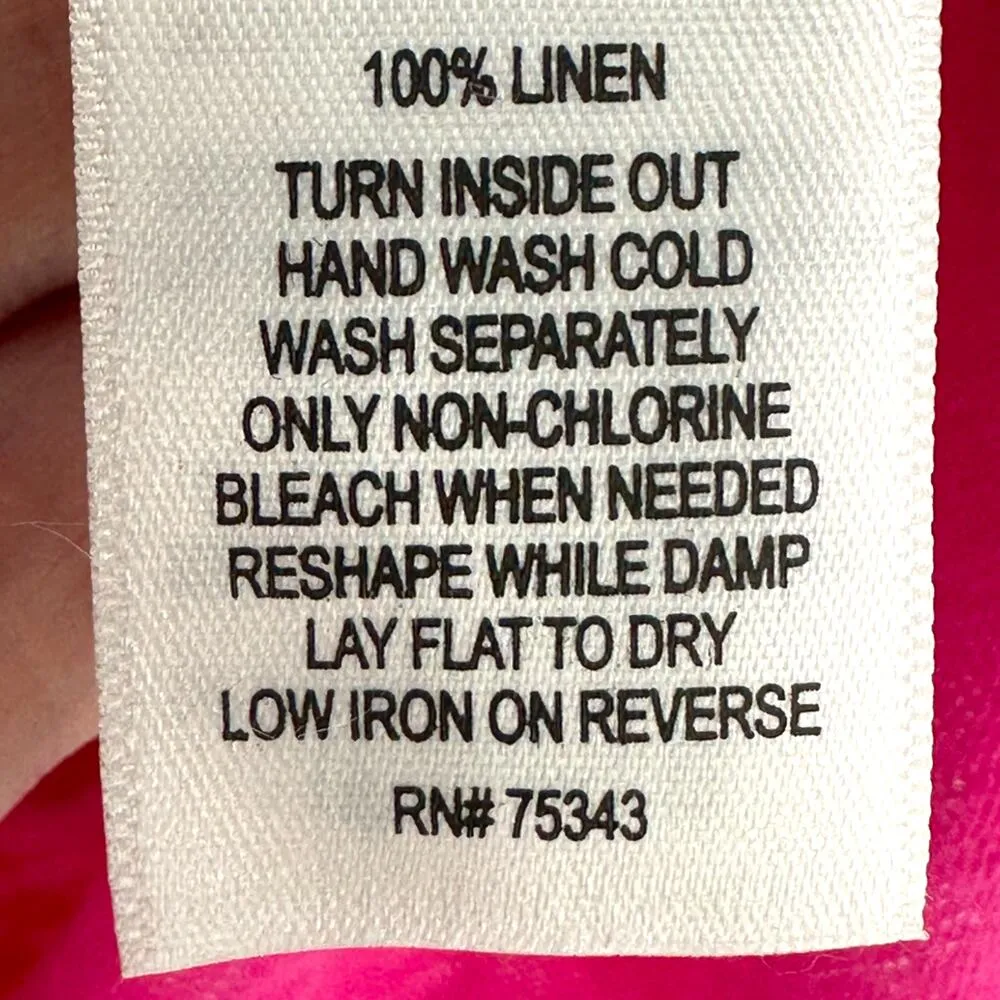 100% LINEN
TURN INSIDE OUT
HAND WASH COLD
WASH SEPARATELY
ONLY NON-CHLORINE
BLEACH WHEN NEEDED
RESHAPE WHILE DAMP
LAY FLAT TO DRY
LOW IRON ON REVERSE
RN# 75343